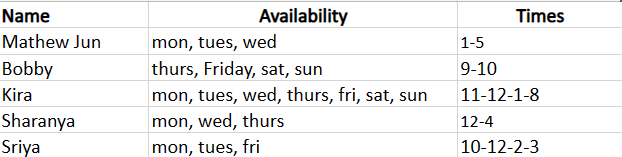 Name Availability Times
Mathew Jun mon, tues, wed 1-5
Bobby thurs, Friday, sat, sun 9-10
Kira mon, tues, wed, thurs, fri, sat, sun 11-12-1-8
Sharanya mon, wed, thurs 12-4
Sriya mon, tues, fri 10-12-2-3